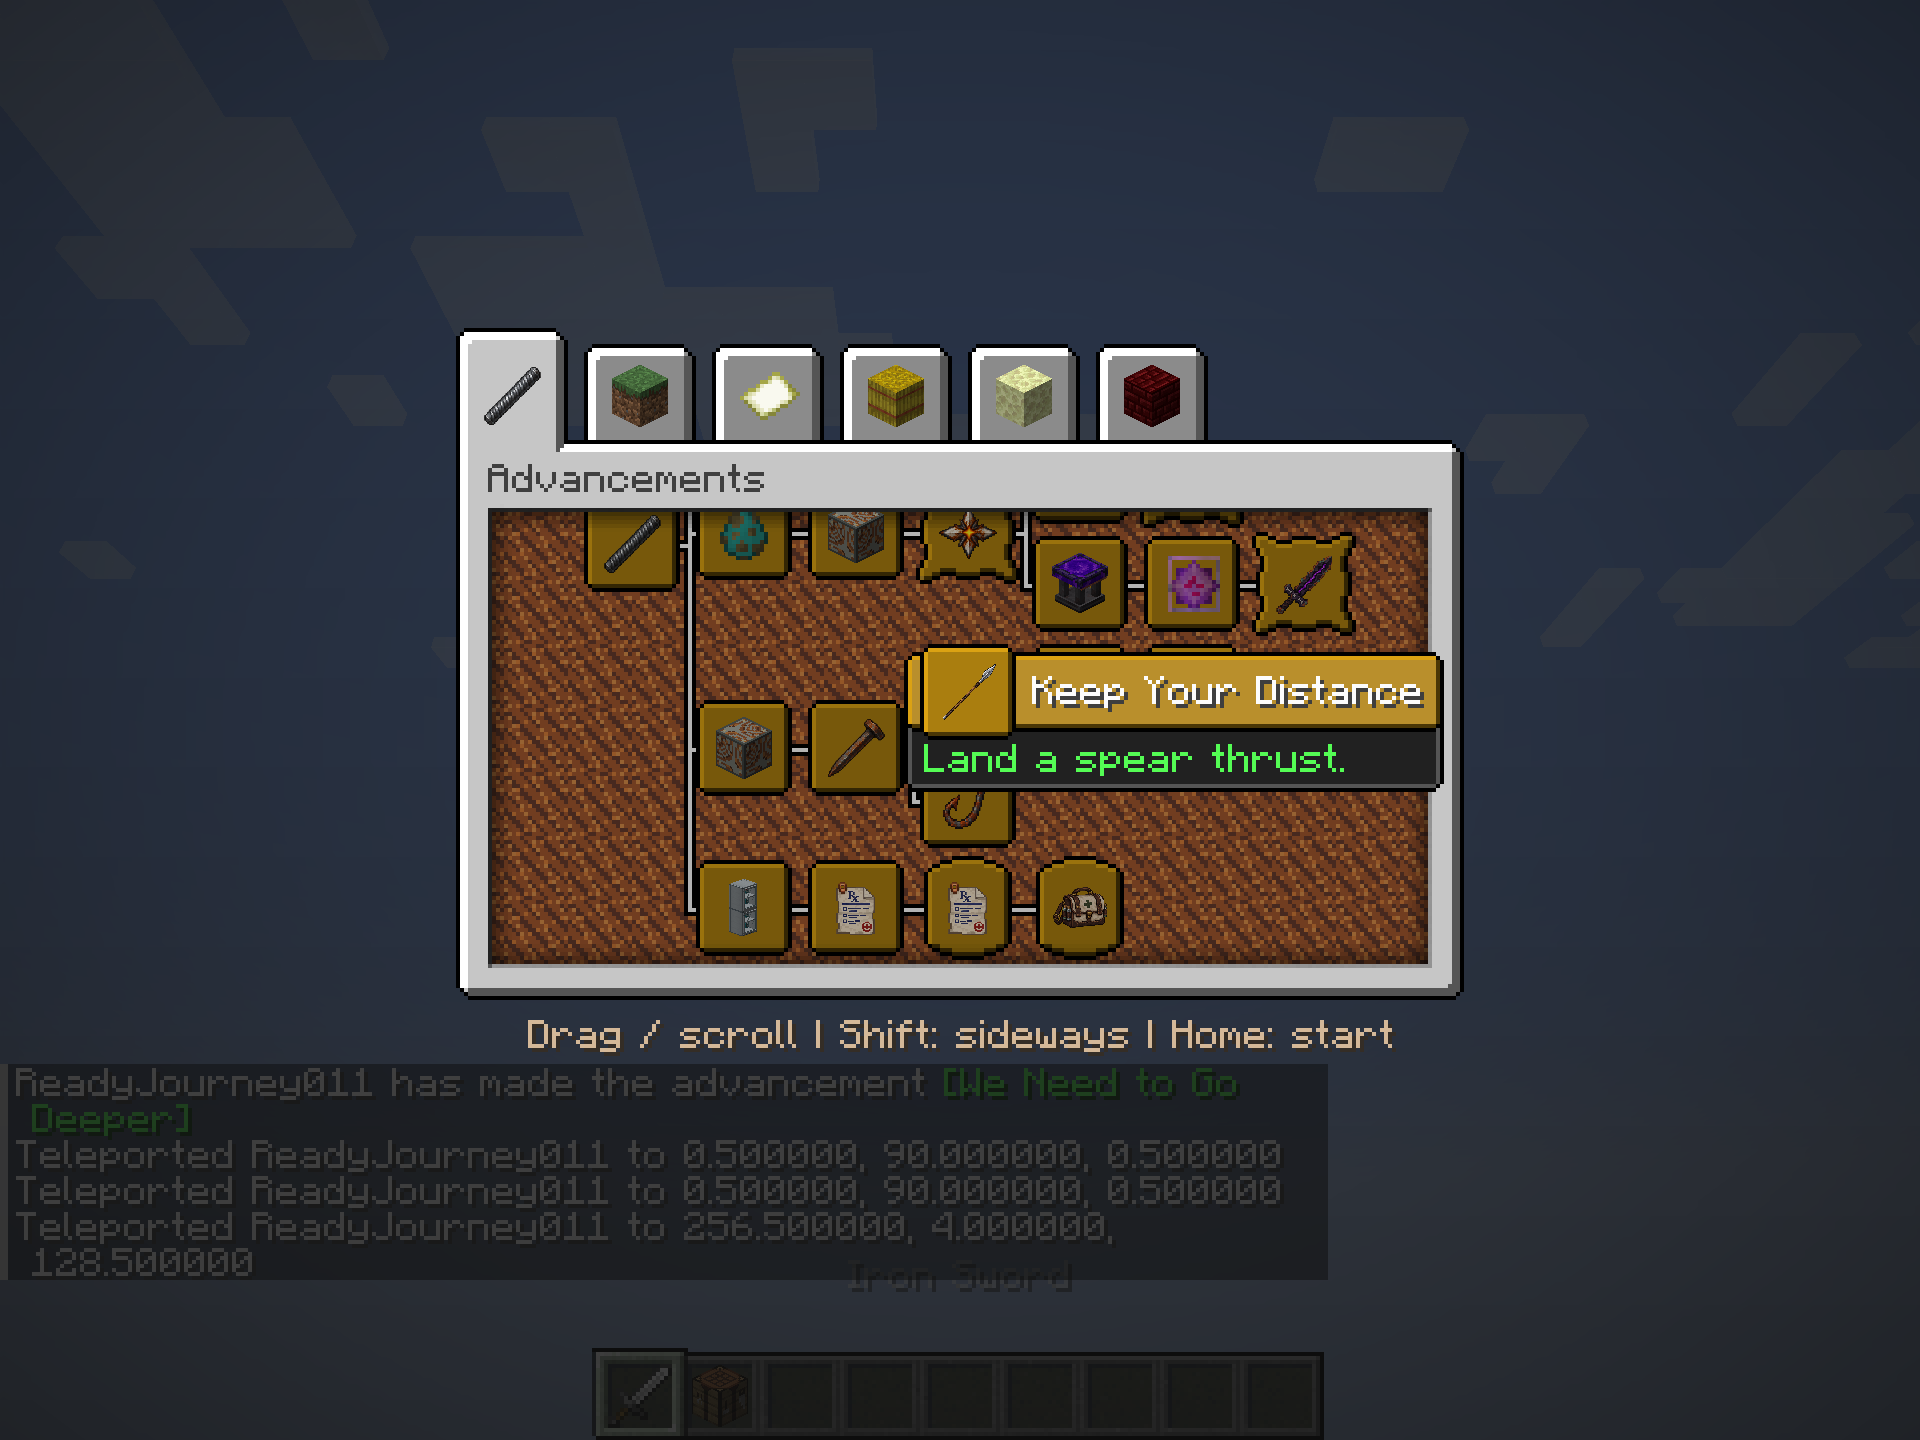 Advancements
Keep Your Distance
Land a spear thrust.
Drag / scroll | Shift: sideways | Home: start
ReadyJourney011 has made the advancement [We Need to Go
Deeper]
Teleported ReadyJourney011 to 0.500000, 90.000000, 0.500000
Teleported ReadyJourney011 to 0.500000, 90.000000, 0.500000
Teleported ReadyJourney011 to 256.500000, 4.000000,
128.500000
Iron Sword